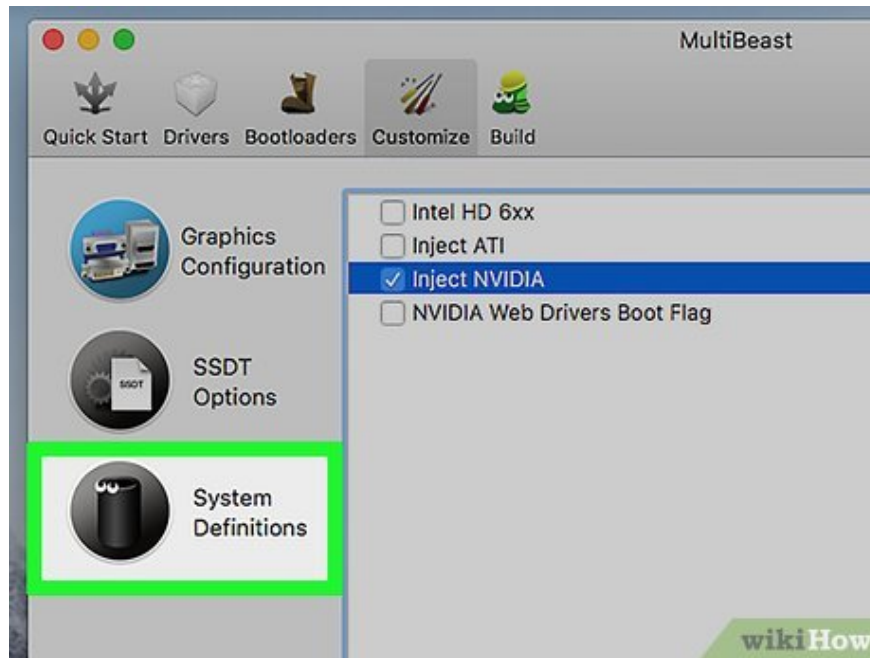 MultiBeast
Quick Start Drivers Bootloaders Customize Build
Graphics
Configuration
Intel HD 6xx
Inject ATI
Inject NVIDIA
NVIDIA Web Drivers Boot Flag
SSDT
SSDT
Options
System
Definitions
wikiHow